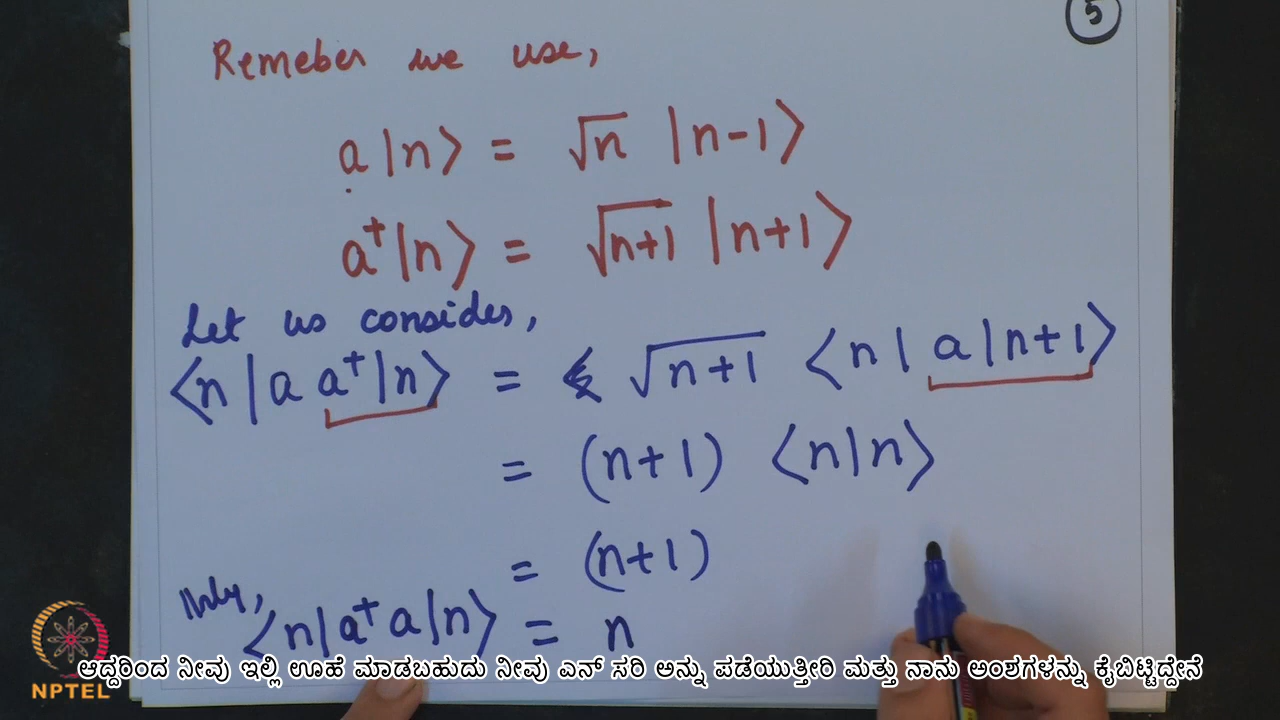 5
Remeber we use,
a|n⟩ = √n |n-1⟩
a†|n⟩ = √n+1 |n+1⟩
Let us consider,
⟨n|a a†|n⟩ = √n+1 ⟨n|a|n+1⟩
= (n+1) ⟨n|n⟩
= (n+1)
lllly,
⟨n|a†a|n⟩ = n
ಆದ್ದರಿಂದ ನೀವು ಇಲ್ಲಿ ಊಹೆ ಮಾಡಬಹುದು ನೀವು ಎನ್ ಸರಿ ಅನ್ನು ಪಡೆಯುತ್ತೀರಿ ಮತ್ತು ನಾನು ಅಂಶಗಳನ್ನು ಕೈಬಿಟ್ಟಿದ್ದೇನೆ
NPTEL